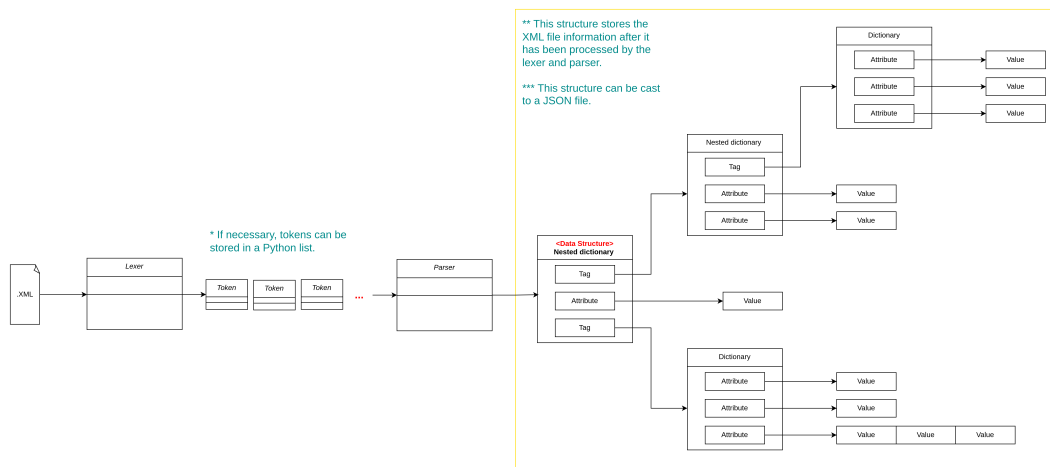 ** This structure stores the
XML file information after it
has been processed by the
lexer and parser.
*** This structure can be cast
to a JSON file.
Dictionary
Attribute
Value
Attribute
Value
Attribute
Value
Nested dictionary
Tag
Attribute
Value
Attribute
Value
* If necessary, tokens can be
stored in a Python list.
.XML
Lexer
Token
Token
Token
...
Parser
<Data Structure>
Nested dictionary
Tag
Attribute
Value
Tag
Dictionary
Attribute
Value
Attribute
Value
Attribute
Value
Value
Value